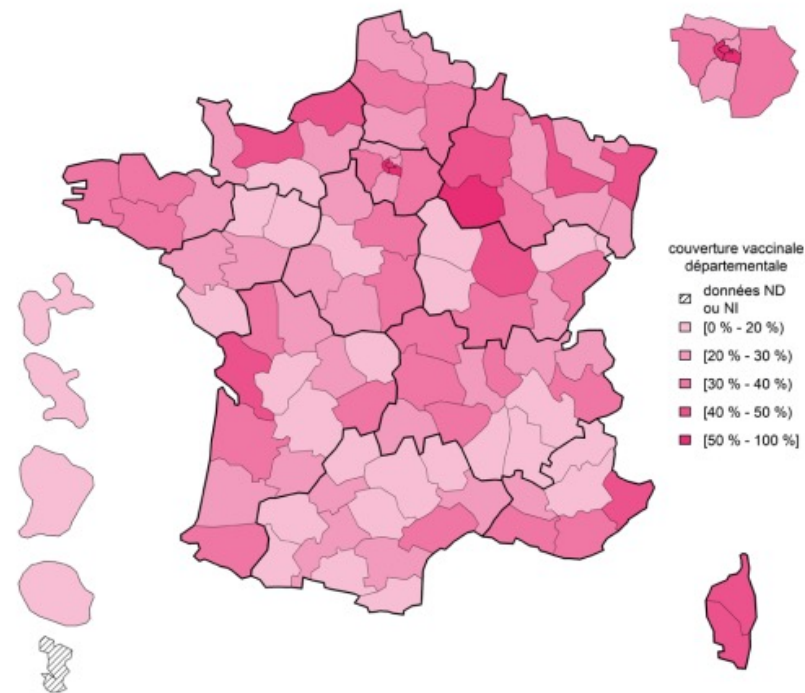 couverture vaccinale
départementale
données ND
ou NI
[0 % - 20 %)
[20 % - 30 %)
[30 % - 40 %)
[40 % - 50 %)
[50 % - 100 %]